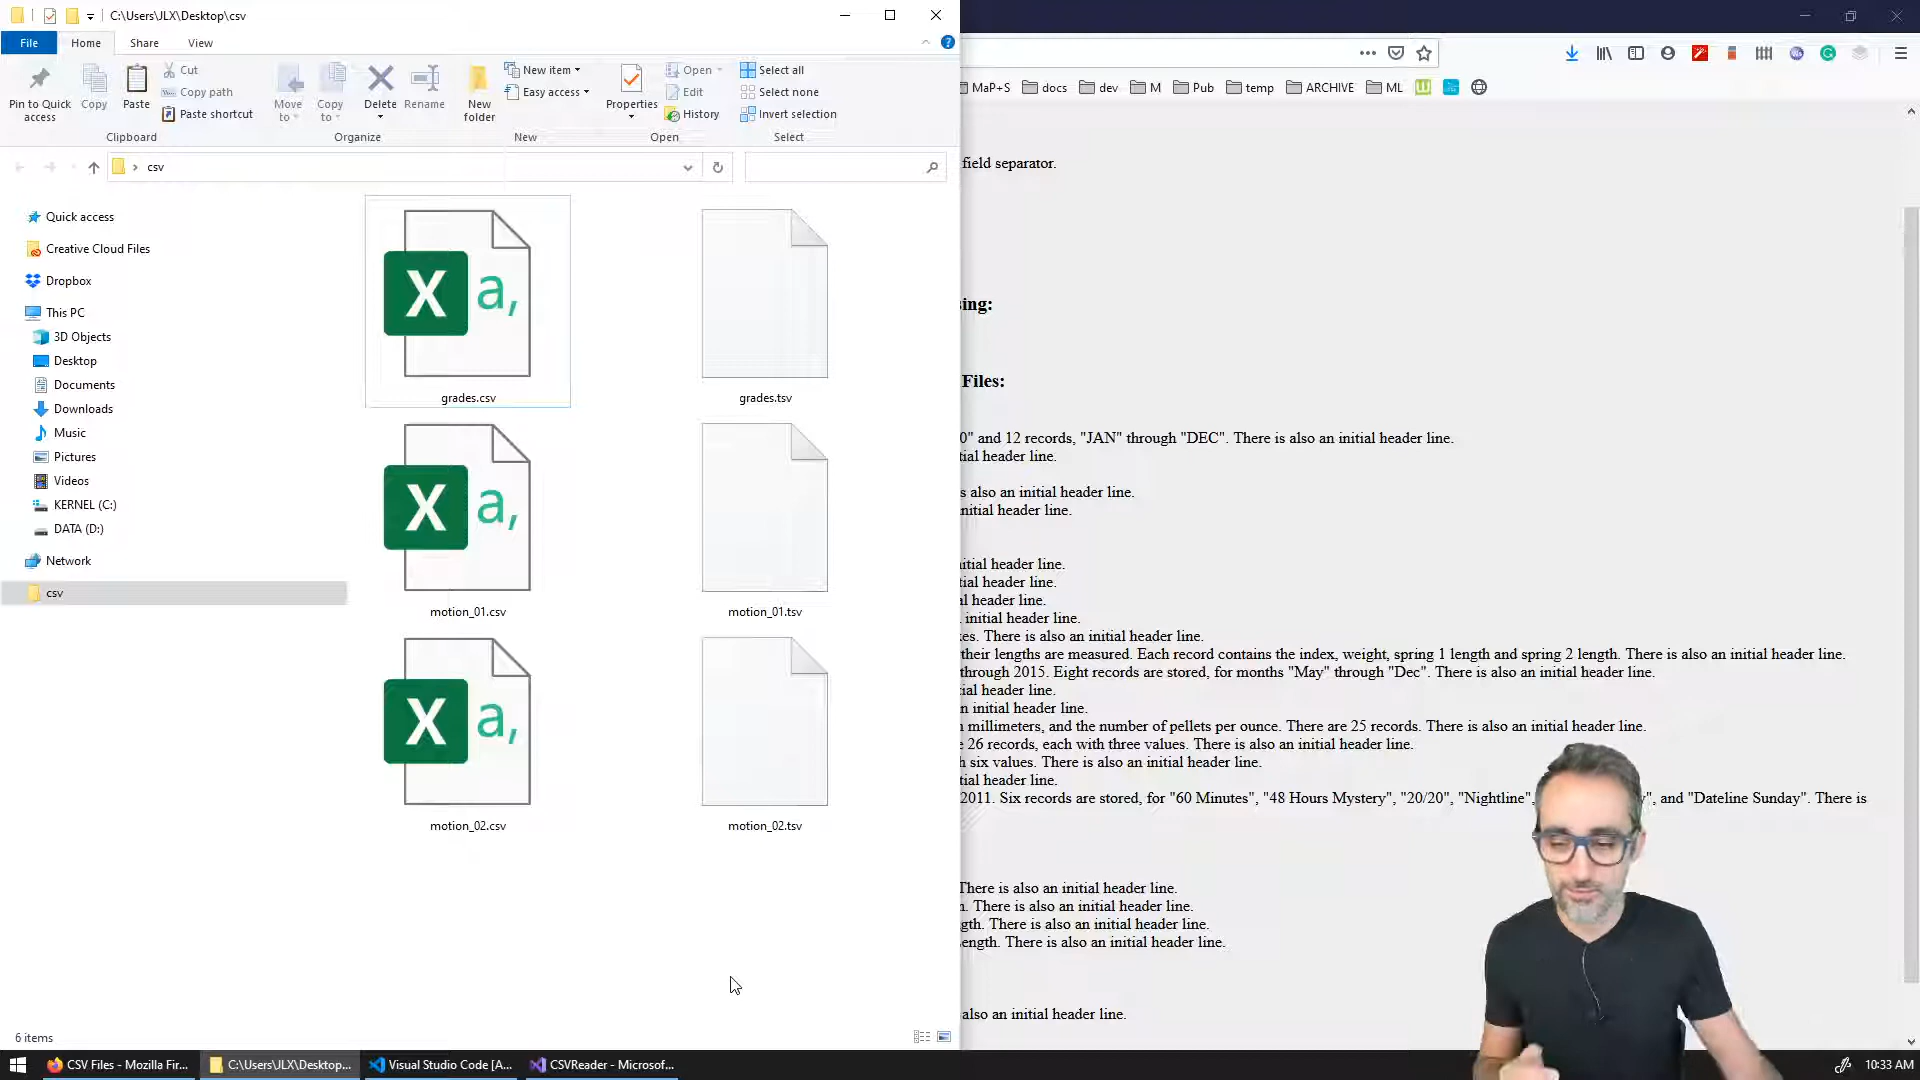 C:\Users\JLX\Desktop\csv
File
Home
Share
View
Pin to Quick access
Copy
Paste
Cut
Copy path
Paste shortcut
Clipboard
Move to
Copy to
Delete
Rename
Organize
New folder
New item
Easy access
New
Properties
Open
Edit
History
Open
Select all
Select none
Invert selection
Select
csv
Quick access
Creative Cloud Files
Dropbox
This PC
3D Objects
Desktop
Documents
Downloads
Music
Pictures
Videos
KERNEL (C:)
DATA (D:)
Network
csv
X a,
grades.csv
grades.tsv
X a,
motion_01.csv
motion_01.tsv
X a,
motion_02.csv
motion_02.tsv
6 items
MaP+S
docs
dev
M
Pub
temp
ARCHIVE
ML
field separator.
sing:
Files:
0" and 12 records, "JAN" through "DEC". There is also an initial header line.
tial header line.
s also an initial header line.
initial header line.
nitial header line.
tial header line.
al header line.
initial header line.
kes. There is also an initial header line.
their lengths are measured. Each record contains the index, weight, spring 1 length and spring 2 length. There is also an initial header line.
through 2015. Eight records are stored, for months "May" through "Dec". There is also an initial header line.
tial header line.
an initial header line.
n millimeters, and the number of pellets per ounce. There are 25 records. There is also an initial header line.
e 26 records, each with three values. There is also an initial header line.
h six values. There is also an initial header line.
tial header line.
2011. Six records are stored, for "60 Minutes", "48 Hours Mystery", "20/20", "Nightline", y", and "Dateline Sunday". There is
There is also an initial header line.
n. There is also an initial header line.
gth. There is also an initial header line.
ength. There is also an initial header line.
also an initial header line.
CSV Files - Mozilla Fir...
C:\Users\JLX\Desktop...
Visual Studio Code [A...
CSVReader - Microsof...
10:33 AM